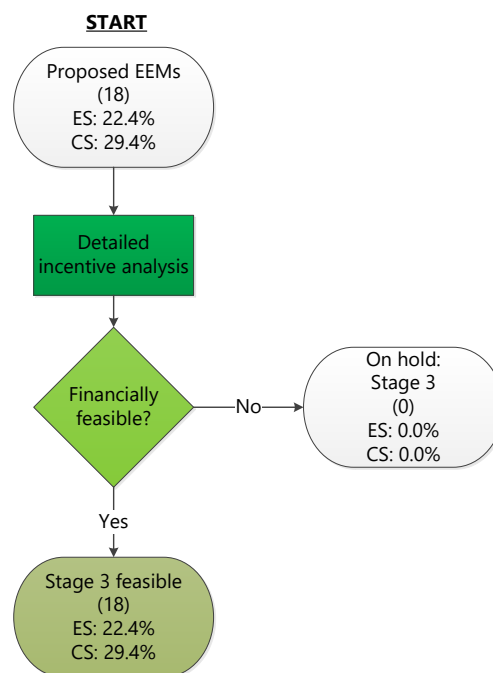 START
Proposed EEMs
(18)
ES: 22.4%
CS: 29.4%
Detailed
incentive analysis
Financially
feasible?
No
On hold:
Stage 3
(0)
ES: 0.0%
CS: 0.0%
Yes
Stage 3 feasible
(18)
ES: 22.4%
CS: 29.4%